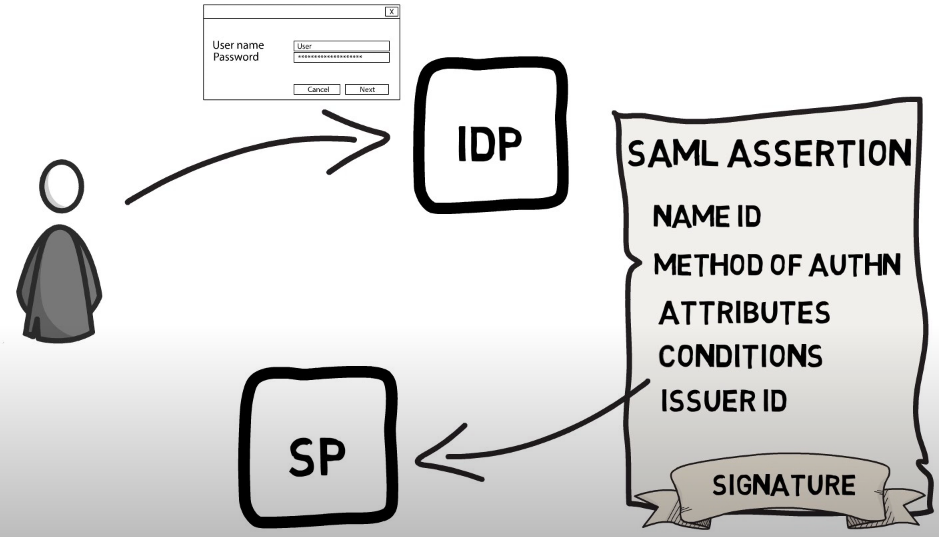 X
User name
User
Password
*******************
Cancel
Next
IDP
SAML ASSERTION
NAME ID
METHOD OF AUTHN
ATTRIBUTES
CONDITIONS
ISSUER ID
SIGNATURE
SP